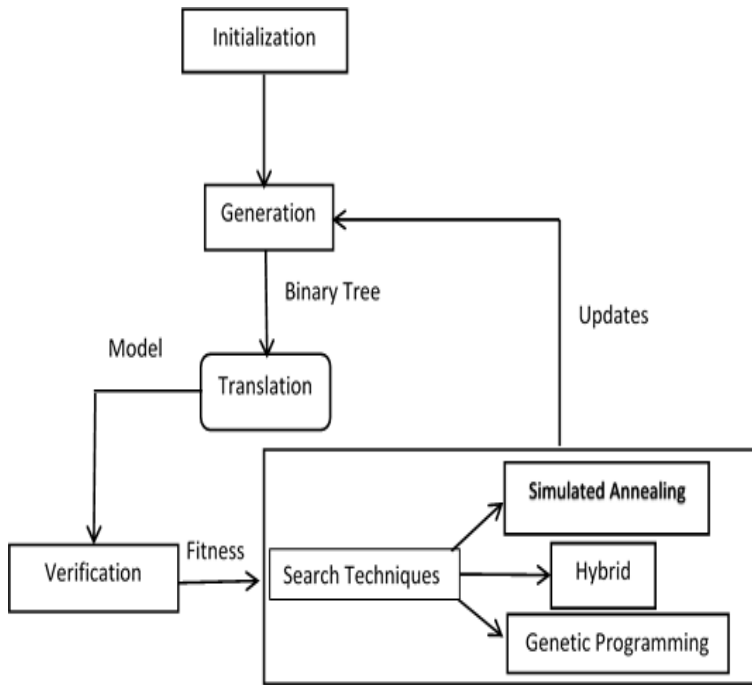 Initialization
Generation
Binary Tree
Updates
Model
Translation
Simulated Annealing
Fitness
Verification
Search Techniques
Hybrid
Genetic Programming